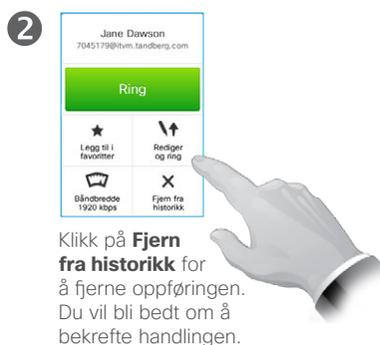 2
Jane Dawson
7045179@itvm.tandberg.com
Ring
Legg til i
favoritter
Rediger
og ring
Båndbredde
1920 kbps
Fjern fra
historikk
Klikk på Fjern
fra historikk for
å fjerne oppføringen.
Du vil bli bedt om å
bekrefte handlingen.